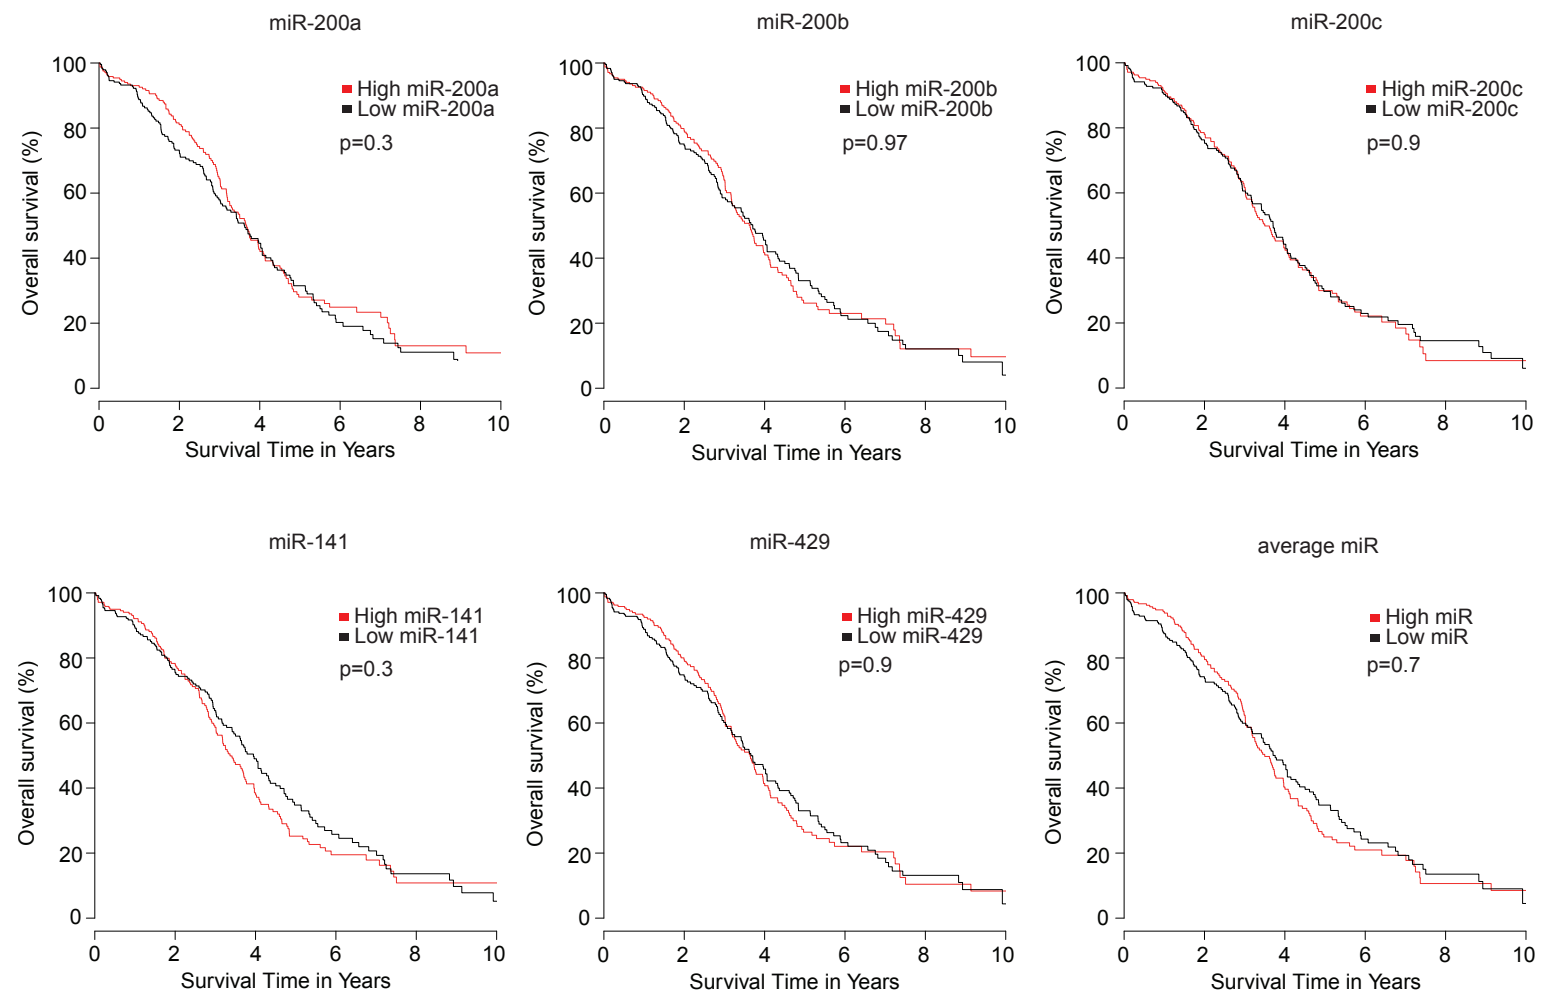 miR-200a
100
80
60
40
20
0
Overall survival (%)
High miR-200a
Low miR-200a
p=0.3
0 2 4 6 8 10
Survival Time in Years
miR-200b
100
80
60
40
20
0
Overall survival (%)
High miR-200b
Low miR-200b
p=0.97
0 2 4 6 8 10
Survival Time in Years
miR-200c
100
80
60
40
20
0
Overall survival (%)
High miR-200c
Low miR-200c
p=0.9
0 2 4 6 8 10
Survival Time in Years
miR-141
100
80
60
40
20
0
Overall survival (%)
High miR-141
Low miR-141
p=0.3
0 2 4 6 8 10
Survival Time in Years
miR-429
100
80
60
40
20
0
Overall survival (%)
High miR-429
Low miR-429
p=0.9
0 2 4 6 8 10
Survival Time in Years
average miR
100
80
60
40
20
0
Overall survival (%)
High miR
Low miR
p=0.7
0 2 4 6 8 10
Survival Time in Years